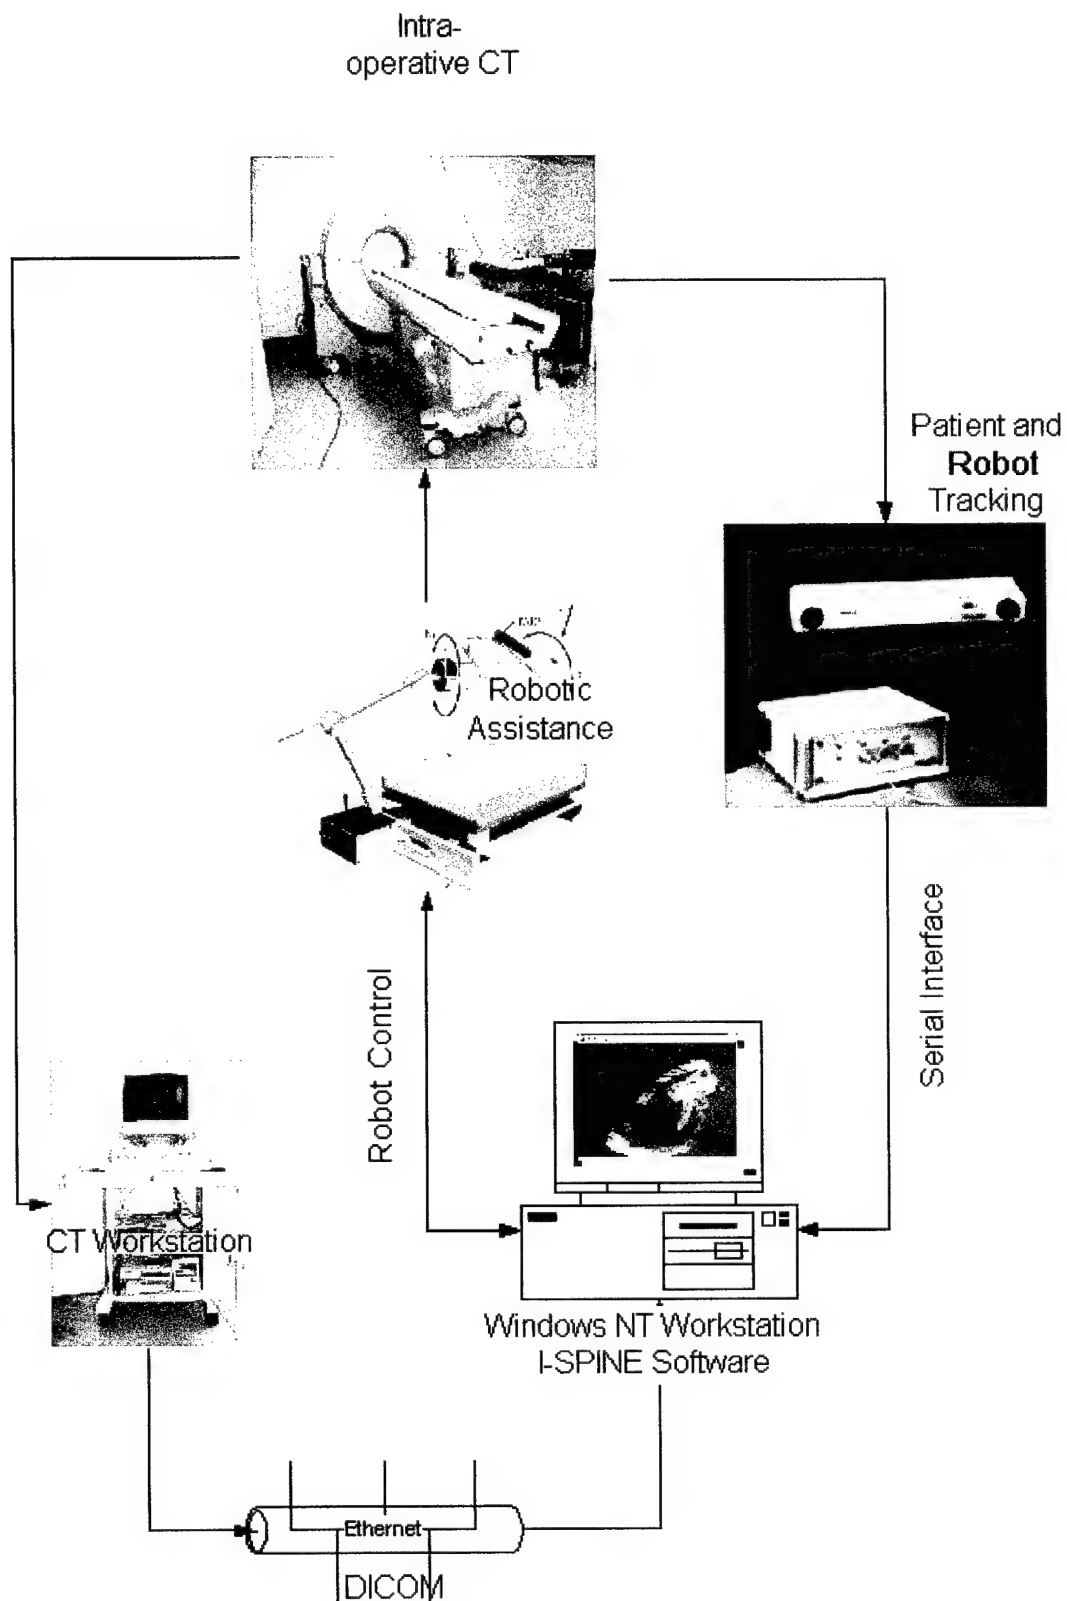 Intra-
operative CT
Patient and
Robot
Tracking
Robotic
Assistance
Robot Control
Serial Interface
CT Workstation
Windows NT Workstation
I-SPINE Software
Ethernet
DICOM